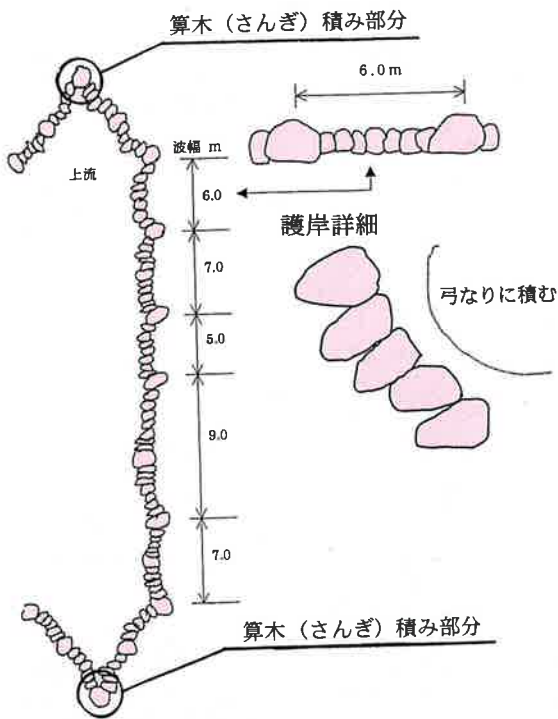 算木（さんぎ）積み部分
6.0m
上流
波幅 m
6.0
護岸詳細
7.0
弓なりに積む
5.0
9.0
7.0
算木（さんぎ）積み部分